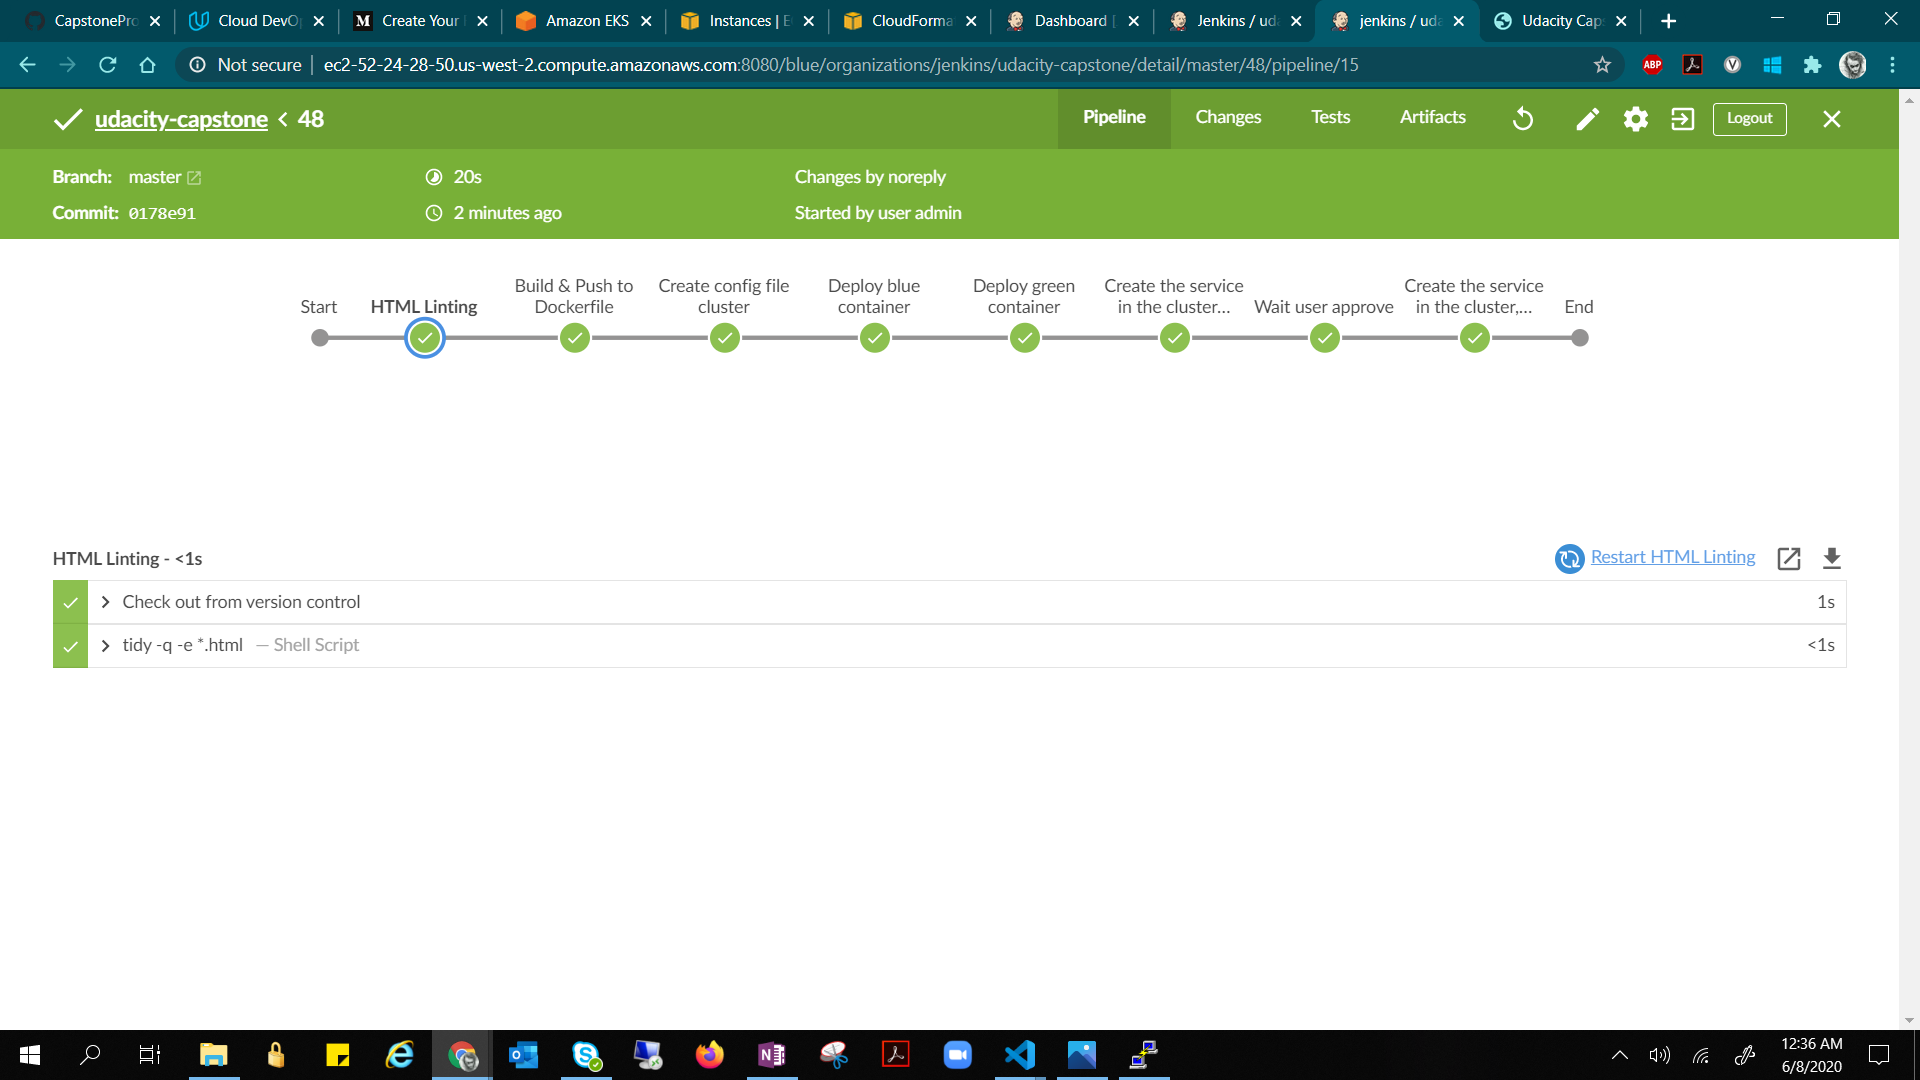 CapstonePro
Cloud DevO
Create Your
Amazon EKS
Instances | E
CloudForma
Dashboard [
Jenkins / uda
jenkins / uda
Udacity Cap
Not secure
ec2-52-24-28-50.us-west-2.compute.amazonaws.com:8080/blue/organizations/jenkins/udacity-capstone/detail/master/48/pipeline/15
ABP
udacity-capstone < 48
Pipeline
Changes
Tests
Artifacts
Logout
Branch: master
20s
Changes by noreply
Commit: 0178e91
2 minutes ago
Started by user admin
Start
HTML Linting
Build & Push to
Dockerfile
Create config file
cluster
Deploy blue
container
Deploy green
container
Create the service
in the cluster...
Wait user approve
Create the service
in the cluster,...
End
HTML Linting - <1s
Restart HTML Linting
Check out from version control
1s
tidy -q -e *.html — Shell Script
<1s
12:36 AM
6/8/2020